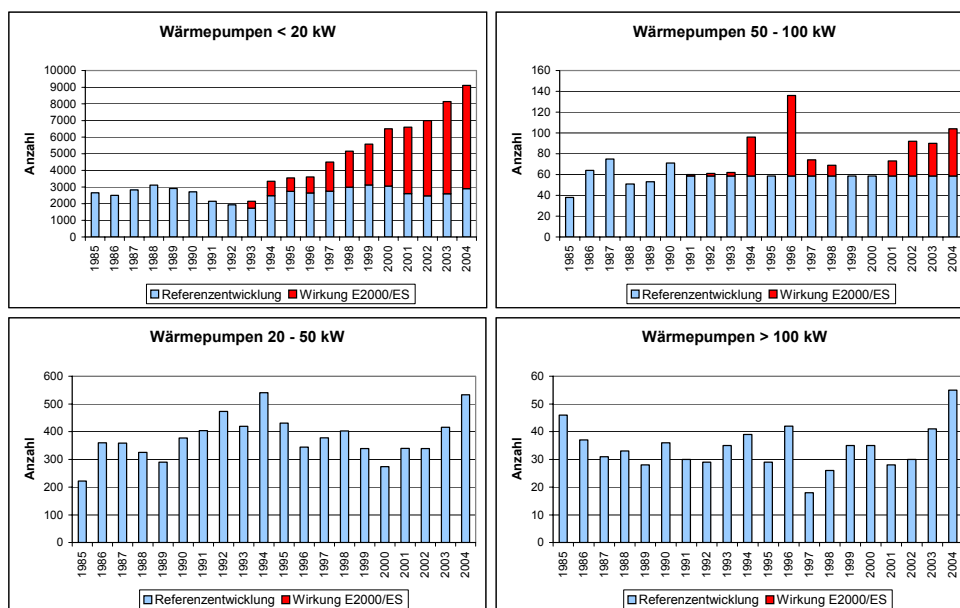 Wärmepumpen < 20 kW
Anzahl
10000
9000
8000
7000
6000
5000
4000
3000
2000
1000
0
1985 1986 1987 1988 1989 1990 1991 1992 1993 1994 1995 1996 1997 1998 1999 2000 2001 2002 2003 2004
Referenzentwicklung Wirkung E2000/ES
Wärmepumpen 50 - 100 kW
Anzahl
160
140
120
100
80
60
40
20
0
1985 1986 1987 1988 1989 1990 1991 1992 1993 1994 1995 1996 1997 1998 1999 2000 2001 2002 2003 2004
Referenzentwicklung Wirkung E2000/ES
Wärmepumpen 20 - 50 kW
Anzahl
600
500
400
300
200
100
0
1985 1986 1987 1988 1989 1990 1991 1992 1993 1994 1995 1996 1997 1998 1999 2000 2001 2002 2003 2004
Referenzentwicklung Wirkung E2000/ES
Wärmepumpen > 100 kW
Anzahl
60
50
40
30
20
10
0
1985 1986 1987 1988 1989 1990 1991 1992 1993 1994 1995 1996 1997 1998 1999 2000 2001 2002 2003 2004
Referenzentwicklung Wirkung E2000/ES